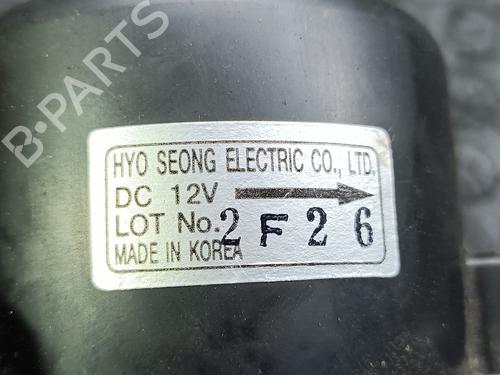 B-PARTS
HYO SEONG ELECTRIC CO., LTD.
DC 12V
LOT No. 2 F 2 6
MADE IN KOREA